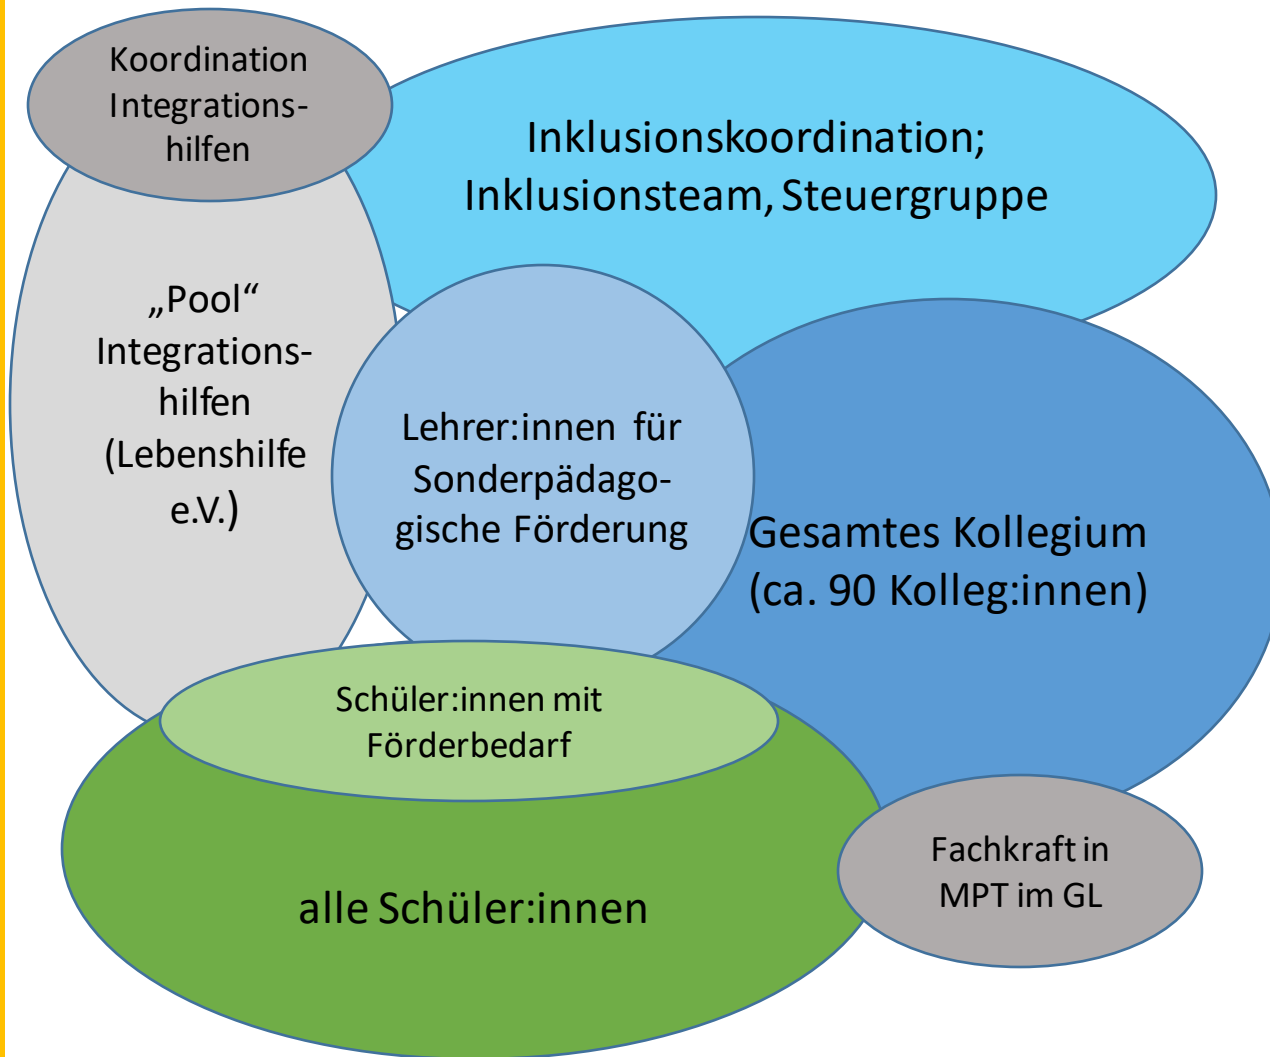 Koordination
Integrations-
hilfen
Inklusionskoordination;
Inklusionsteam, Steuergruppe
„Pool“
Integrations-
hilfen
(Lebenshilfe
e.V.)
Lehrer:innen für
Sonderpädago-
gische Förderung
Gesamtes Kollegium
(ca. 90 Kolleg:innen)
Schüler:innen mit
Förderbedarf
alle Schüler:innen
Fachkraft in
MPT im GL